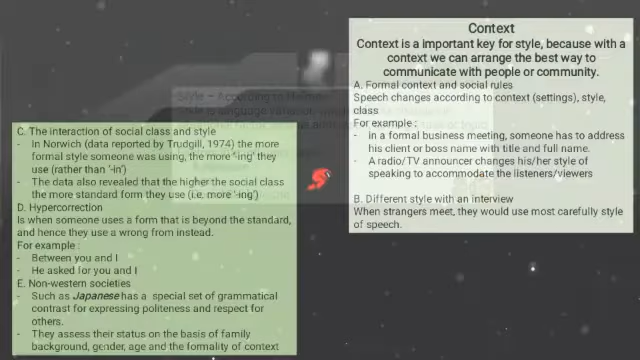 Context
Context is a important key for style, because with a
context we can arrange the best way to
communicate with people or community.
A. Formal context and social rules
Speech changes according to context (settings), style,
class
For example :
- in a formal business meeting, someone has to address
his client or boss name with title and full name.
- A radio/TV announcer changes his/her style of
speaking to accommodate the listeners/viewers
B. Different style with an interview
When strangers meet, they would use most carefully style
of speech.
C. The interaction of social class and style
- In Norwich (data reported by Trudgill, 1974) the more
formal style someone was using, the more '-ing' they
use (rather than '-in')
- The data also revealed that the higher the social class
the more standard form they use (i.e. more '-ing')
D. Hypercorrection
Is when someone uses a form that is beyond the standard,
and hence they use a wrong from instead.
For example :
- Between you and I
- He asked for you and I
E. Non-western societies
- Such as Japanese has a special set of grammatical
contrast for expressing politeness and respect for
others.
- They assess their status on the basis of family
background, gender, age and the formality of context
Style – According to